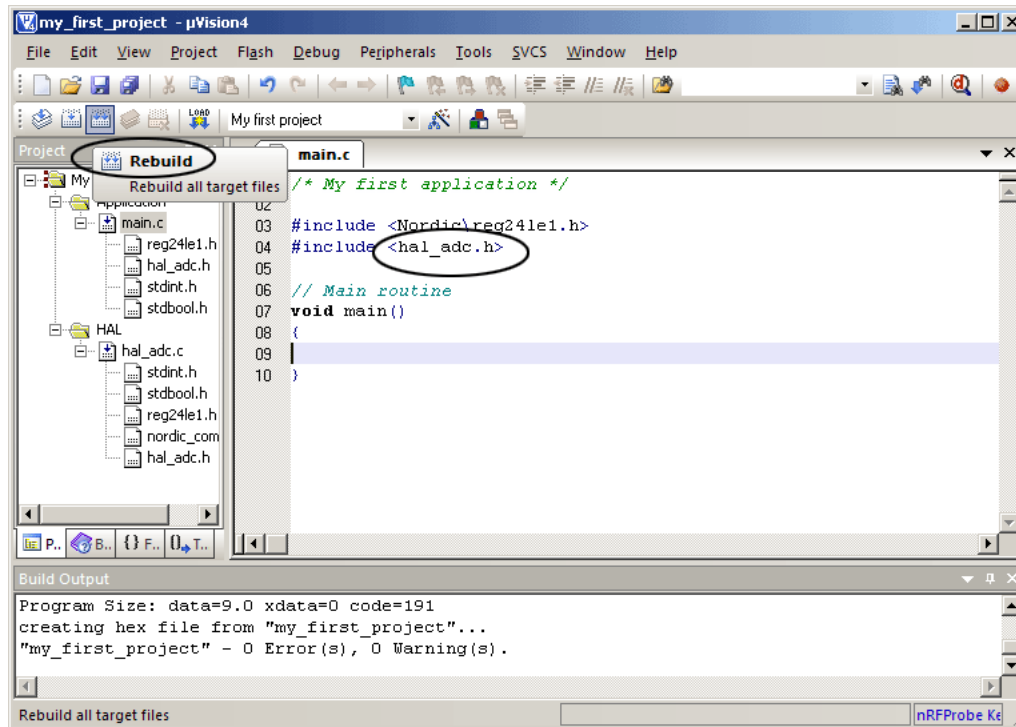 my_first_project - µVision4
File Edit View Project Flash Debug Peripherals Tools SVCS Window Help
LOAD My first project
Project
main.c
Rebuild
Rebuild all target files
My
Application
main.c
reg24le1.h
hal_adc.h
stdint.h
stdbool.h
HAL
hal_adc.c
stdint.h
stdbool.h
reg24le1.h
nordic_com
hal_adc.h
/* My first application */
02
03 #include <Nordic\reg24le1.h>
04 #include <hal_adc.h>
05
06 // Main routine
07 void main()
08 {
09
10 }
P.. B.. {} F.. 0 T..
Build Output
Program Size: data=9.0 xdata=0 code=191
creating hex file from "my_first_project"...
"my_first_project" - 0 Error(s), 0 Warning(s).
Rebuild all target files nRFProbe Ke